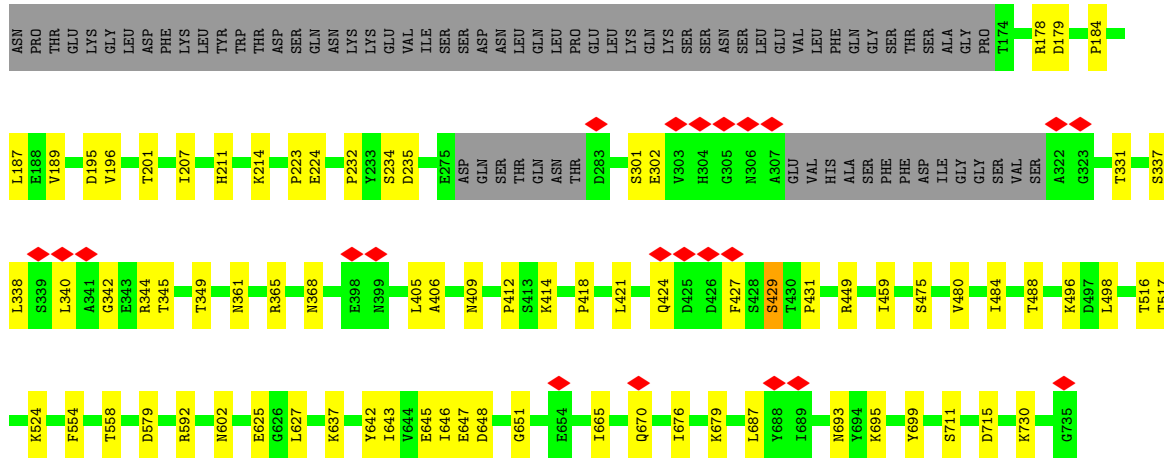 ASN PRO THR GLU LYS GLY LEU ASP PHE LYS LEU TYR TRP THR ASP SER GLN ASN LYS LYS GLU VAL ILE SER SER ASP ASN LEU GLN LEU PRO GLU LEU LYS GLN LYS SER SER ASN SER LEU GLU VAL LEU PHE GLN GLY SER THR SER ALA GLY PRO T174 R178 D179 P184
L187 E188 V189 D195 V196 T201 I207 H211 K214 P223 E224 P232 Y233 S234 D235 E275 ASP GLN SER THR GLN ASN THR D283 S301 E302 V303 H304 G305 N306 A307 GLU VAL HIS ALA SER PHE PHE ASP ILE GLY GLY SER VAL SER A322 G323 T331 S337
L338 S339 L340 A341 G342 E343 R344 T345 T349 N361 R365 N368 E398 N399 L405 A406 N409 P412 S413 K414 P418 L421 Q424 D425 D426 F427 S428 S429 T430 P431 R449 I459 S475 V480 I484 T488 K496 D497 L498 T516 T517
K524 F554 T558 D579 R592 N602 E625 G626 L627 K637 Y642 I643 V644 E645 I646 E647 D648 G651 E654 I665 Q670 I676 K679 L687 Y688 I689 N693 Y694 K695 Y699 S711 D715 K730 G735